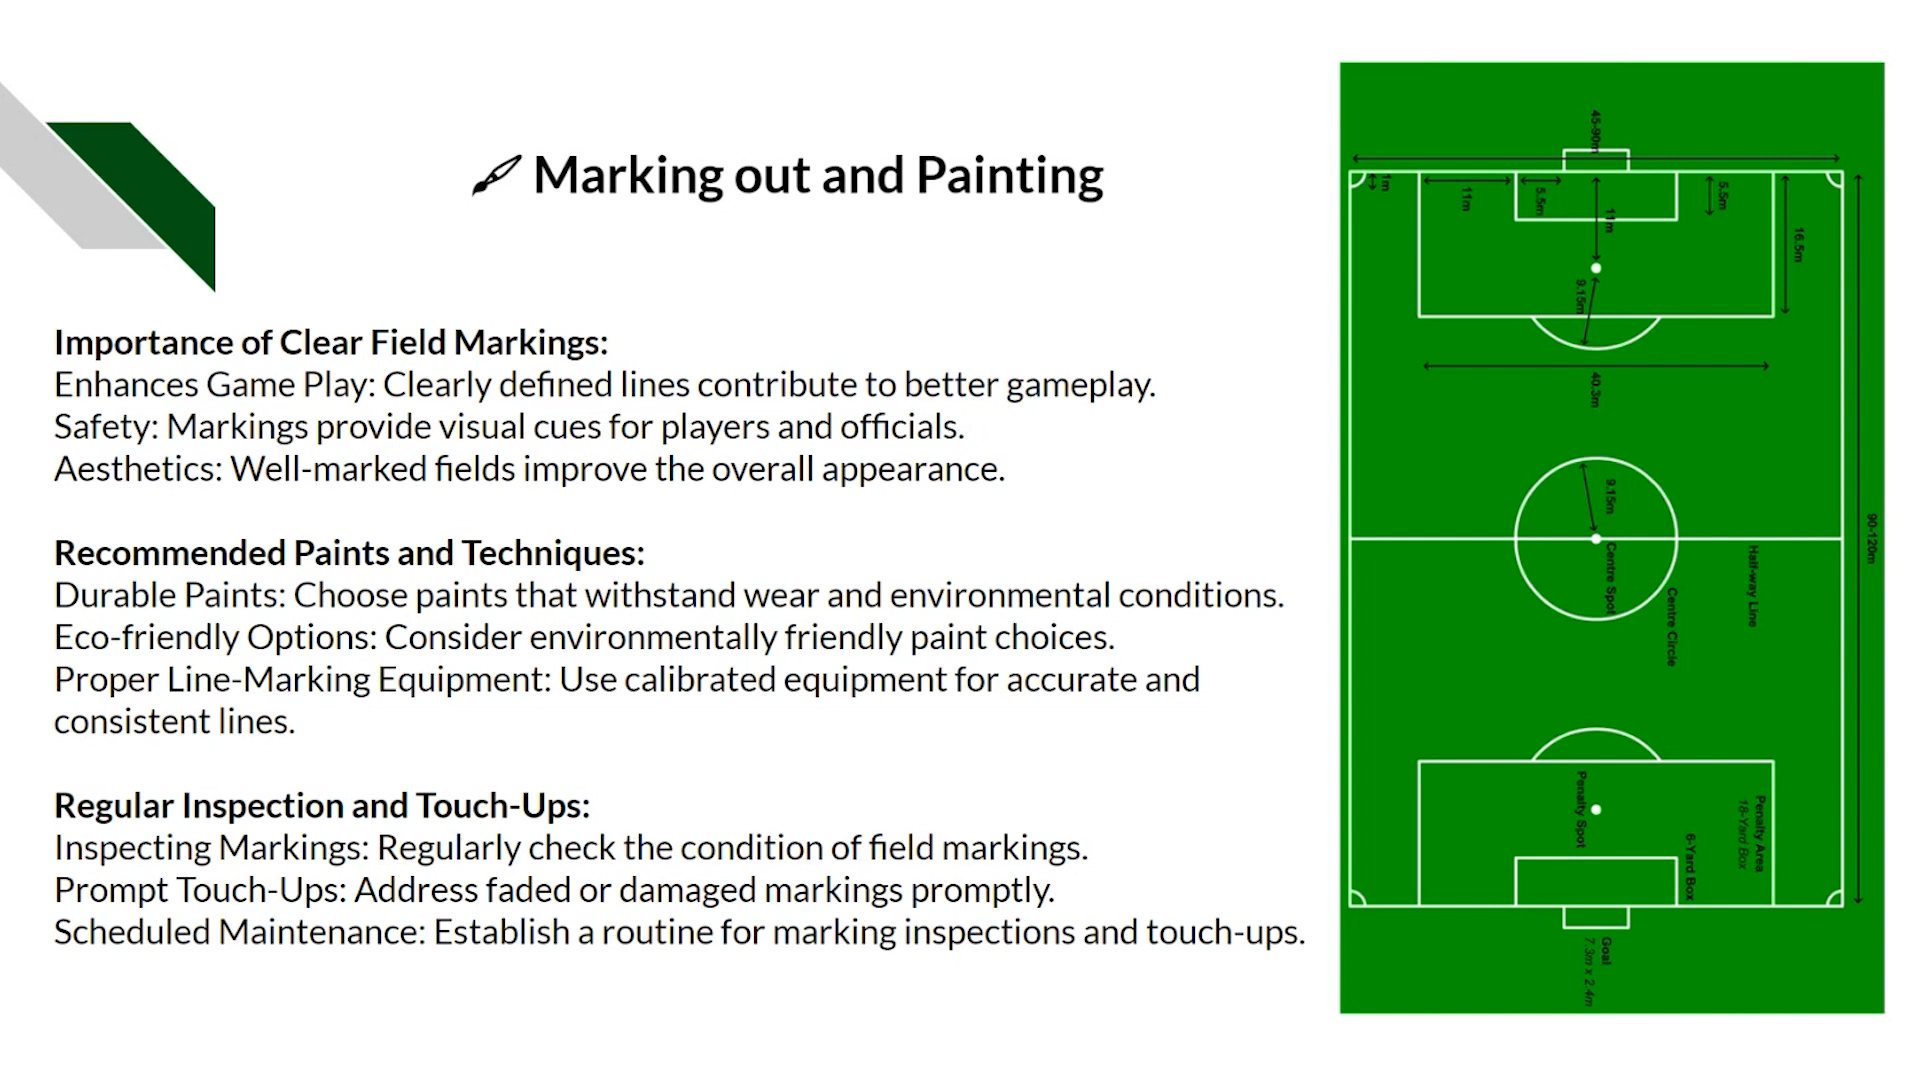 Marking out and Painting
Importance of Clear Field Markings:
Enhances Game Play: Clearly defined lines contribute to better gameplay.
Safety: Markings provide visual cues for players and officials.
Aesthetics: Well-marked fields improve the overall appearance.
Recommended Paints and Techniques:
Durable Paints: Choose paints that withstand wear and environmental conditions.
Eco-friendly Options: Consider environmentally friendly paint choices.
Proper Line-Marking Equipment: Use calibrated equipment for accurate and
consistent lines.
Regular Inspection and Touch-Ups:
Inspecting Markings: Regularly check the condition of field markings.
Prompt Touch-Ups: Address faded or damaged markings promptly.
Scheduled Maintenance: Establish a routine for marking inspections and touch-ups.
45-90m
1m
11m
5.5m
11m
5.5m
16.5m
9.15m
40.3m
9.15m
90-120m
Centre Spot
Half-way Line
Centre Circle
Penalty Spot
Penalty Area
18-Yard Box
6-Yard Box
Goal
7.3m x 2.4m